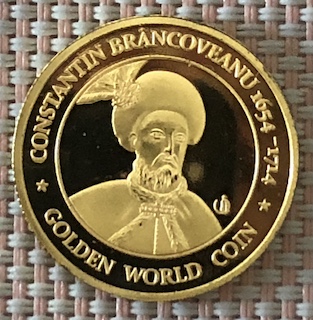 CONSTANTIN BRÂNCOVEANU 1654-1714
GOLDEN WORLD COIN